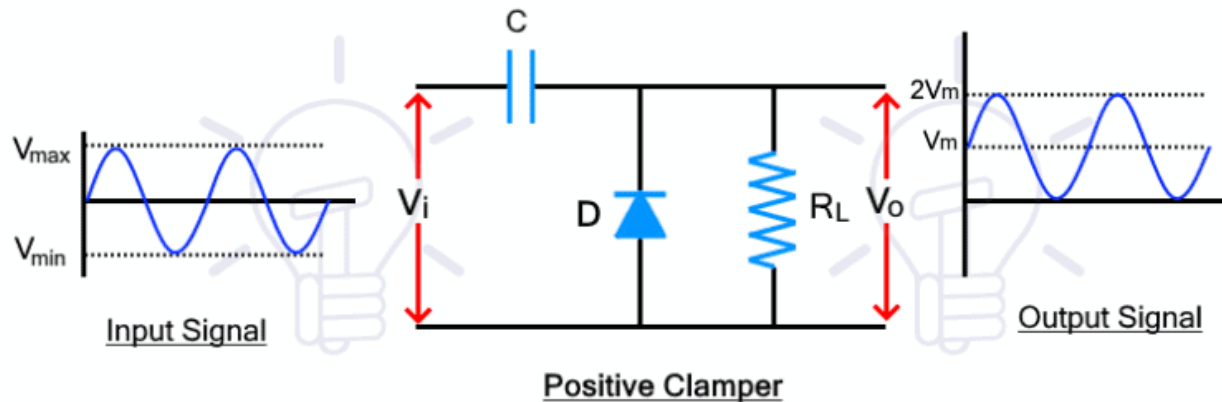 C
Vmax
Vmin
Input Signal
Vi
D
RL
Vo
2Vm
Vm
Output Signal
Positive Clamper